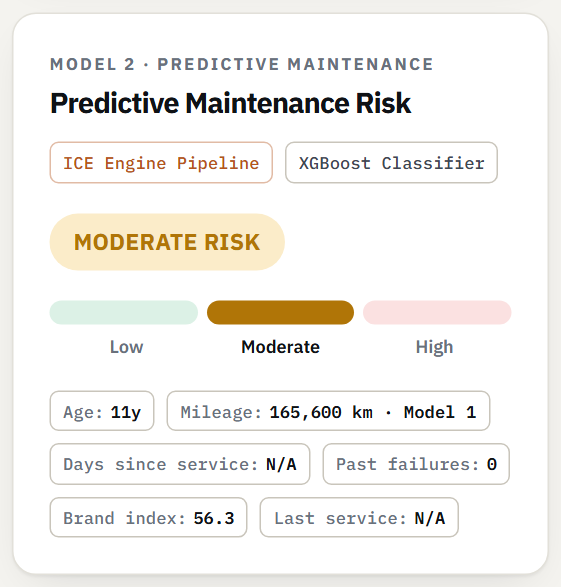 MODEL 2 · PREDICTIVE MAINTENANCE
Predictive Maintenance Risk
ICE Engine Pipeline XGBoost Classifier
MODERATE RISK
Low Moderate High
Age: 11y Mileage: 165,600 km · Model 1
Days since service: N/A Past failures: 0
Brand index: 56.3 Last service: N/A